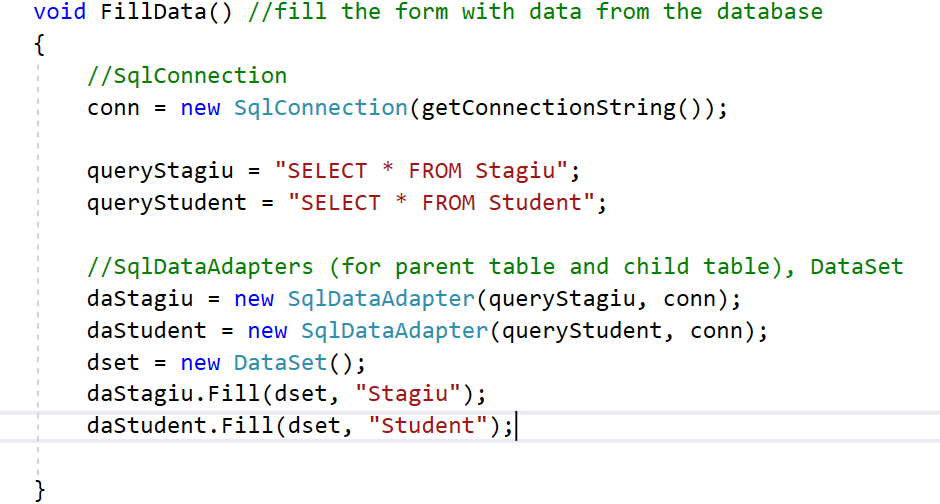 void FillData() //fill the form with data from the database
{
//SqlConnection
conn = new SqlConnection(getConnectionString());
queryStagiu = "SELECT * FROM Stagiu";
queryStudent = "SELECT * FROM Student";
//SqlDataAdapters (for parent table and child table), DataSet
daStagiu = new SqlDataAdapter(queryStagiu, conn);
daStudent = new SqlDataAdapter(queryStudent, conn);
dset = new DataSet();
daStagiu.Fill(dset, "Stagiu");
daStudent.Fill(dset, "Student");
}